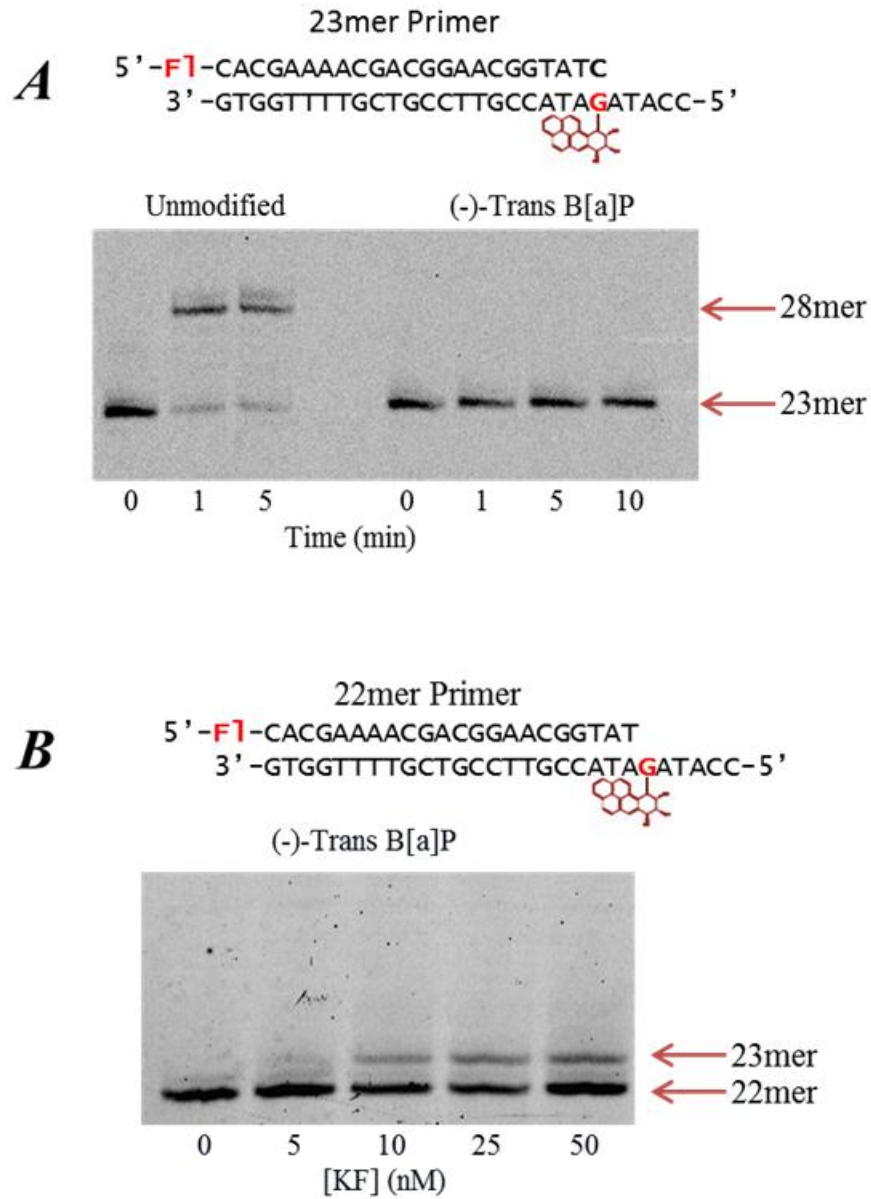 23mer Primer
A
5'-Fl-CACGAAAACGACGGAACGGTATC
3'-GTGGTTTTGCTGCCTTGCCATAGATACC-5'
Unmodified (-)-Trans B[a]P
28mer
23mer
0 1 5 0 1 5 10
Time (min)
22mer Primer
B
5'-Fl-CACGAAAACGACGGAACGGTAT
3'-GTGGTTTTGCTGCCTTGCCATAGATACC-5'
(-)-Trans B[a]P
23mer
22mer
0 5 10 25 50
[KF] (nM)